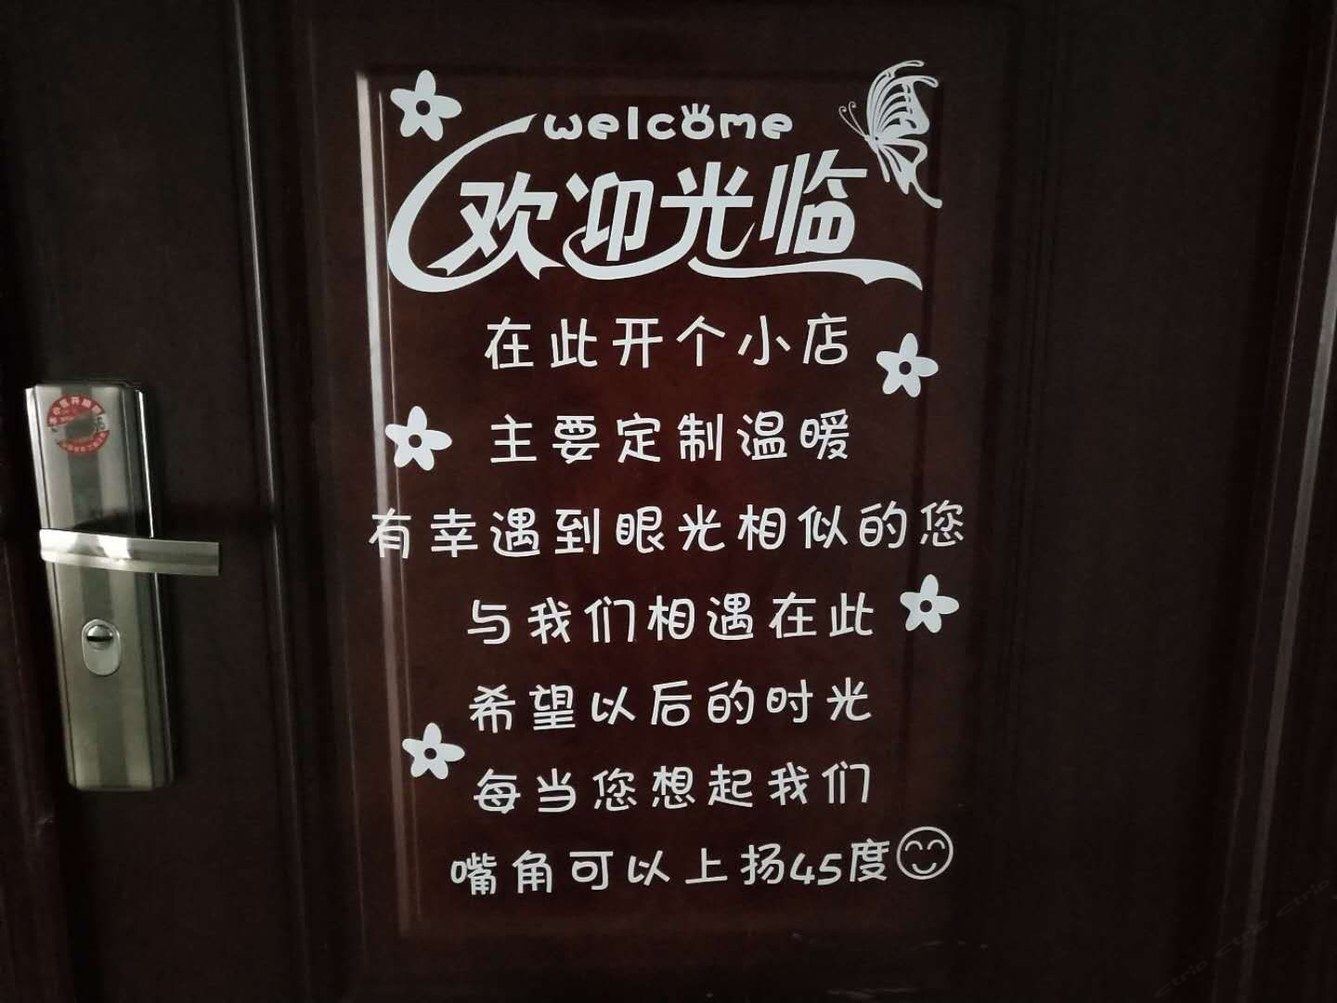 welcome
欢迎光临
在此开个小店
主要定制温暖
有幸遇到眼光相似的您
与我们相遇在此
希望以后的时光
每当您想起我们
嘴角可以上扬45度